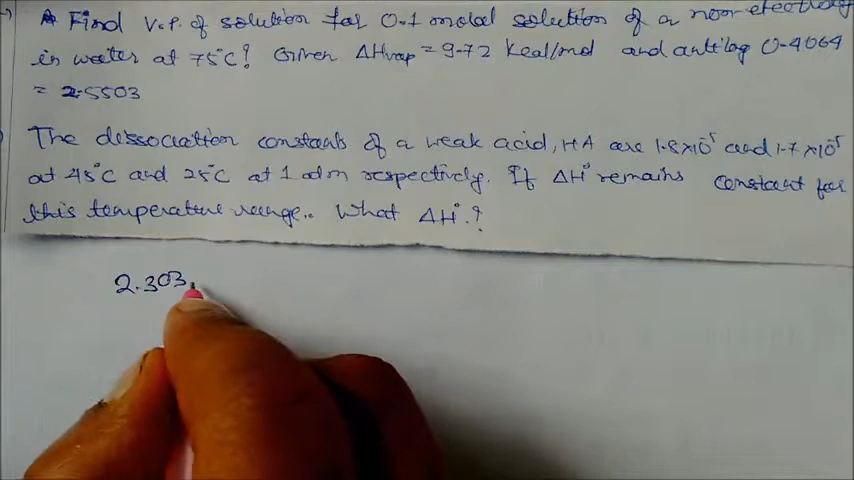 A Find V.P. of solution for 0.1 molal solution of a non-electroly
in water at 75°C? Given ΔHvap = 9.72 Kcal/mol and antilog 0.4064
= 2.5503
The dissociation constants of a weak acid, HA are 1.8×10⁻⁵ and 1.7×10⁻⁵
at 45°C and 25°C at 1 atm respectively. If ΔH° remains constant for
this temperature range.. What ΔH°.?
2.303